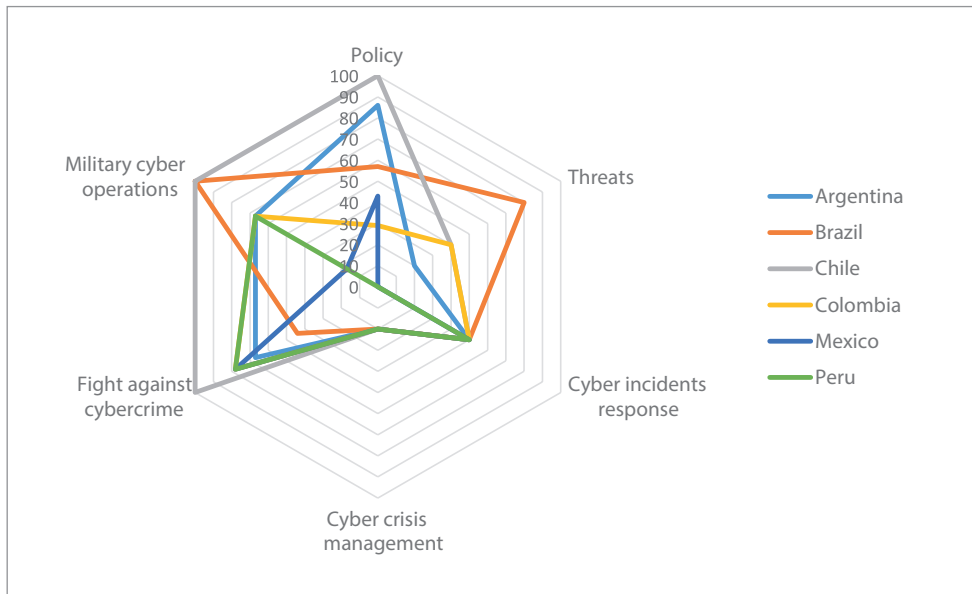 Policy
100
90
80
70
60
50
40
30
20
10
0
Military cyber
operations
Threats
Fight against
cybercrime
Cyber incidents
response
Cyber crisis
management
Argentina
Brazil
Chile
Colombia
Mexico
Peru